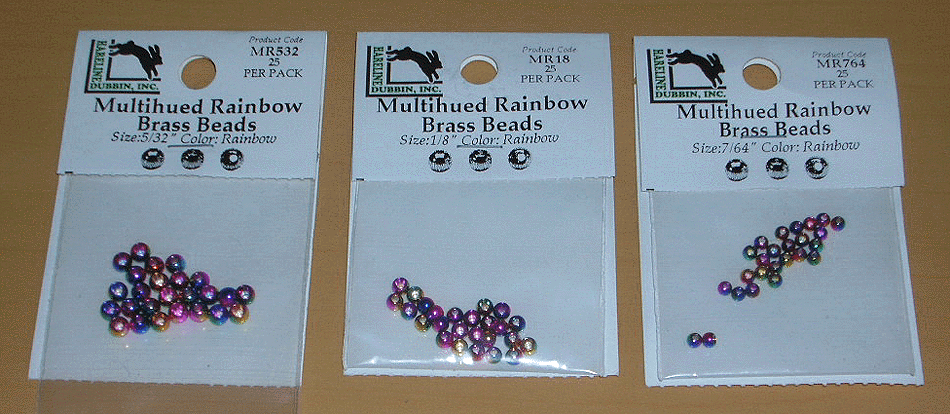 HARELINE
DUBBIN, INC.
Product Code
MR532
25
PER PACK
Multihued Rainbow
Brass Beads
Size:5/32" Color: Rainbow
HARELINE
DUBBIN, INC.
Product Code
MR18
25
PER PACK
Multihued Rainbow
Brass Beads
Size:1/8" Color: Rainbow
HARELINE
DUBBIN, INC.
Product Code
MR764
25
PER PACK
Multihued Rainbow
Brass Beads
Size:7/64" Color: Rainbow